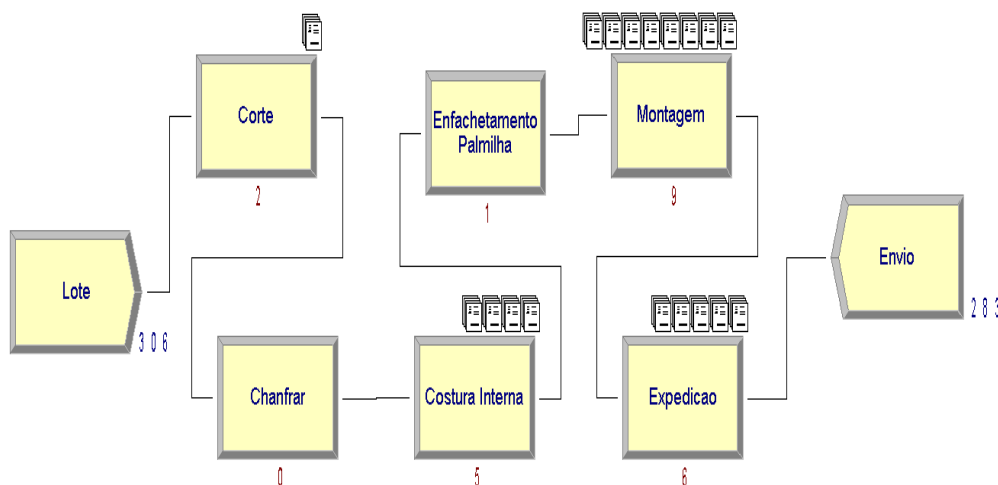 Corte
2
Enfachetamento
Palmilha
1
Montagem
9
Lote
3 0 6
Envio
2 8 3
Chanfrar
0
Costura Interna
5
Expedicao
6